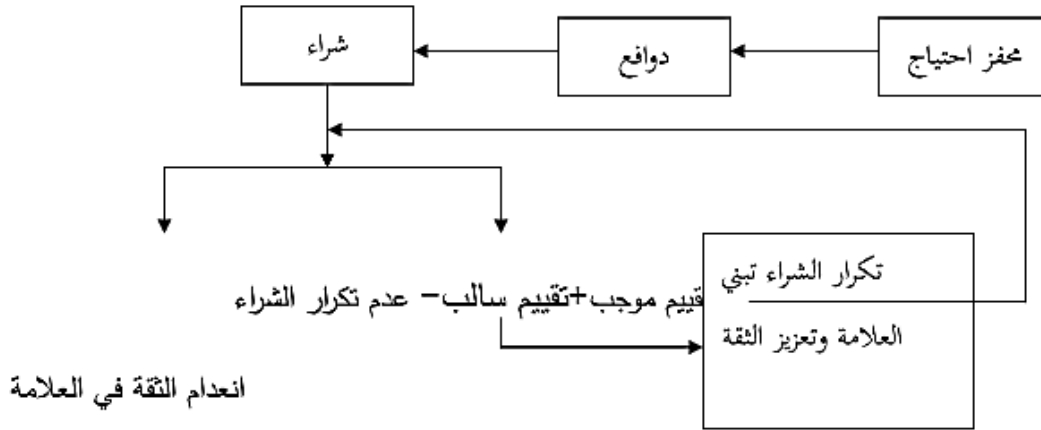 محفز احتياج
دوافع
شراء
تكرار الشراء تبني
قييم موجب+تقييم سالب- عدم تكرار الشراء
العلامة وتعزيز الثقة
انعدام الثقة في العلامة